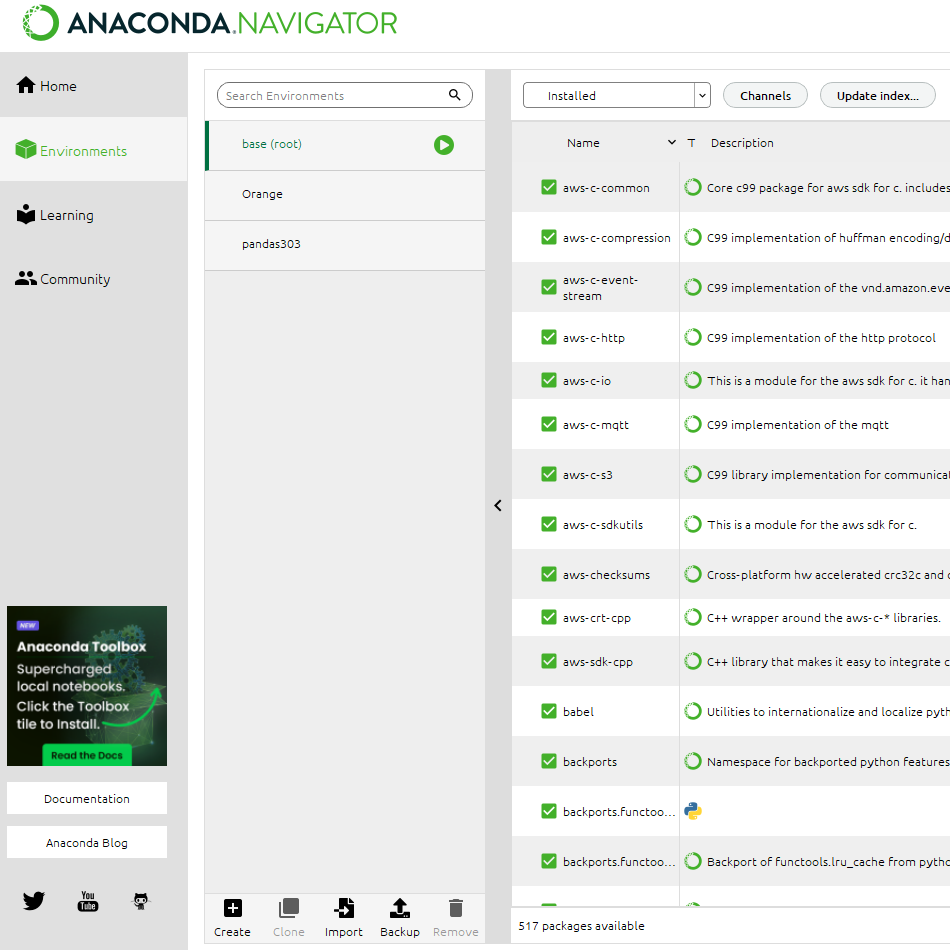 ANACONDA.NAVIGATOR
Home
Environments
Learning
Community
NEW
Anaconda Toolbox
Supercharged
local notebooks.
Click the Toolbox
tile to Install.
Read the Docs
Documentation
Anaconda Blog
You
Tube
Search Environments
base (root)
Orange
pandas303
Create
Clone
Import
Backup
Remove
Installed
Channels
Update index...
Name T Description
aws-c-common Core c99 package for aws sdk for c. includes
aws-c-compression C99 implementation of huffman encoding/d
aws-c-event-
stream C99 implementation of the vnd.amazon.eve
aws-c-http C99 implementation of the http protocol
aws-c-io This is a module for the aws sdk for c. it han
aws-c-mqtt C99 implementation of the mqtt
aws-c-s3 C99 library implementation for communicat
aws-c-sdkutils This is a module for the aws sdk for c.
aws-checksums Cross-platform hw accelerated crc32c and c
aws-crt-cpp C++ wrapper around the aws-c-* libraries.
aws-sdk-cpp C++ library that makes it easy to integrate c
babel Utilities to internationalize and localize pyth
backports Namespace for backported python features
backports.functoo...
backports.functoo... Backport of functools.lru_cache from pytho
517 packages available